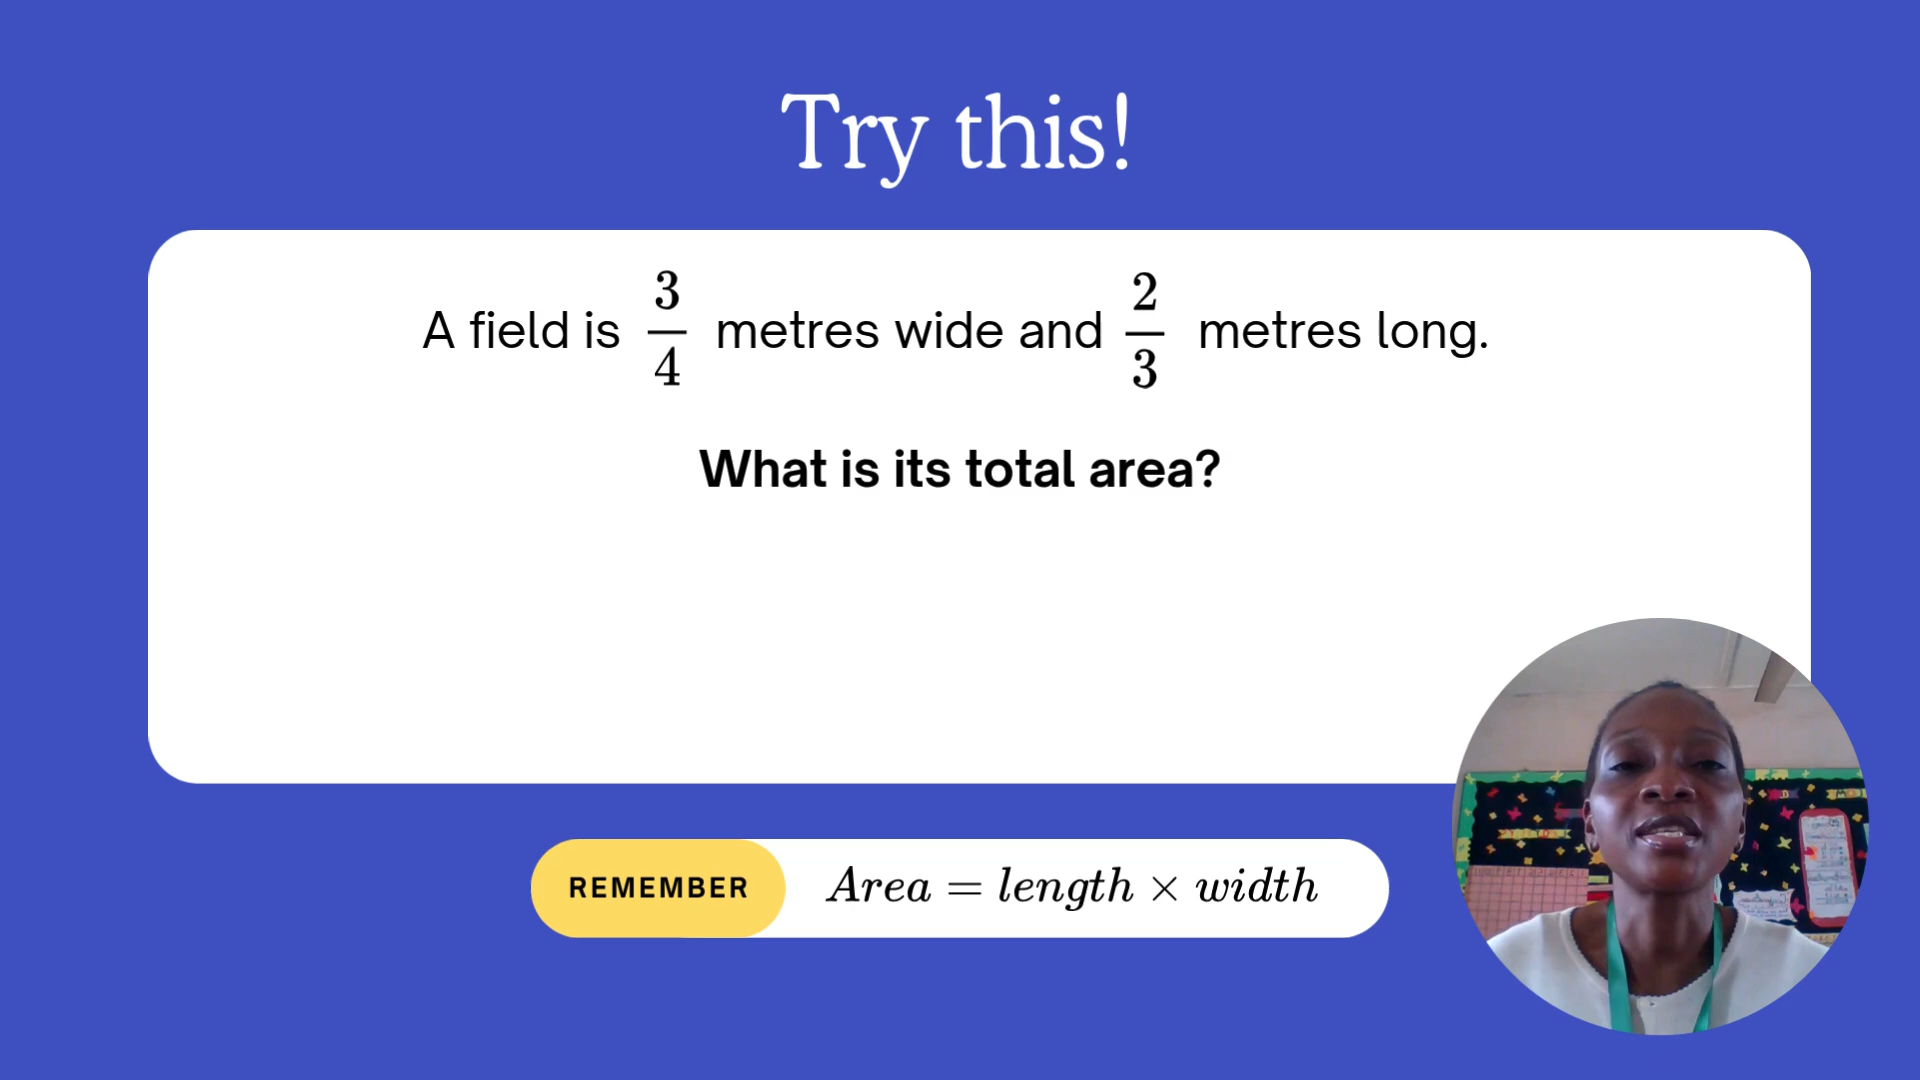 Try this!
A field is 3/4 metres wide and 2/3 metres long.
What is its total area?
REMEMBER Area = length × width